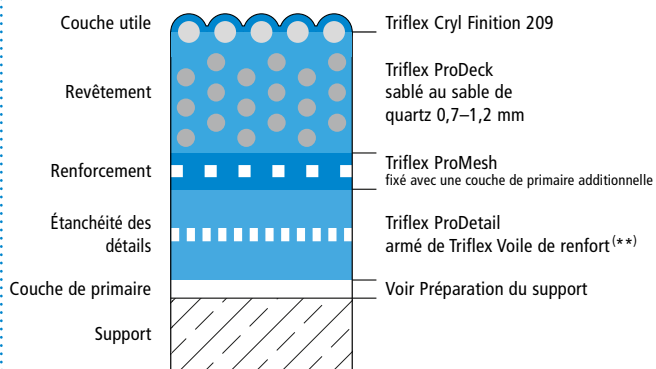 Couche utile
Triflex Cryl Finition 209
Revêtement
Triflex ProDeck
sablé au sable de
quartz 0,7–1,2 mm
Renforcement
Triflex ProMesh
fixé avec une couche de primaire additionnelle
Étanchéité des
détails
Triflex ProDetail
armé de Triflex Voile de renfort(**)
Couche de primaire
Voir Préparation du support
Support